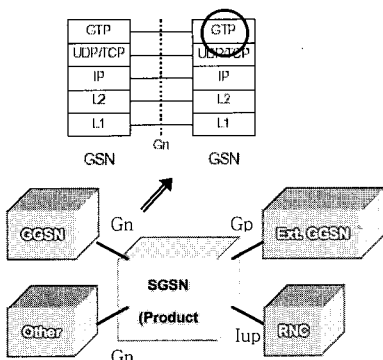 GTP GTP
UDP/TCP UDP/TCP
IP IP
L2 L2
L1 L1
Gn
GSN GSN
GGSN Gn Gp Ext. GGSN
SGSN
(Product
Other Iup RNC
Gn